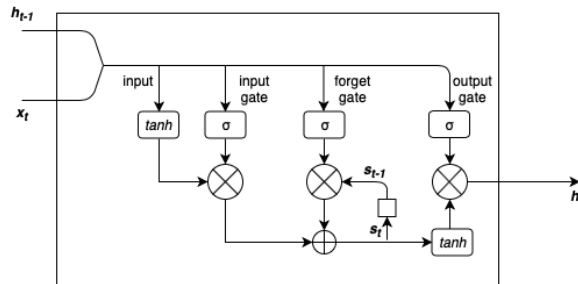 h_{t-1}
input
input gate
forget gate
output gate
x_t
tanh
σ
σ
σ
s_{t-1}
s_t
h
tanh